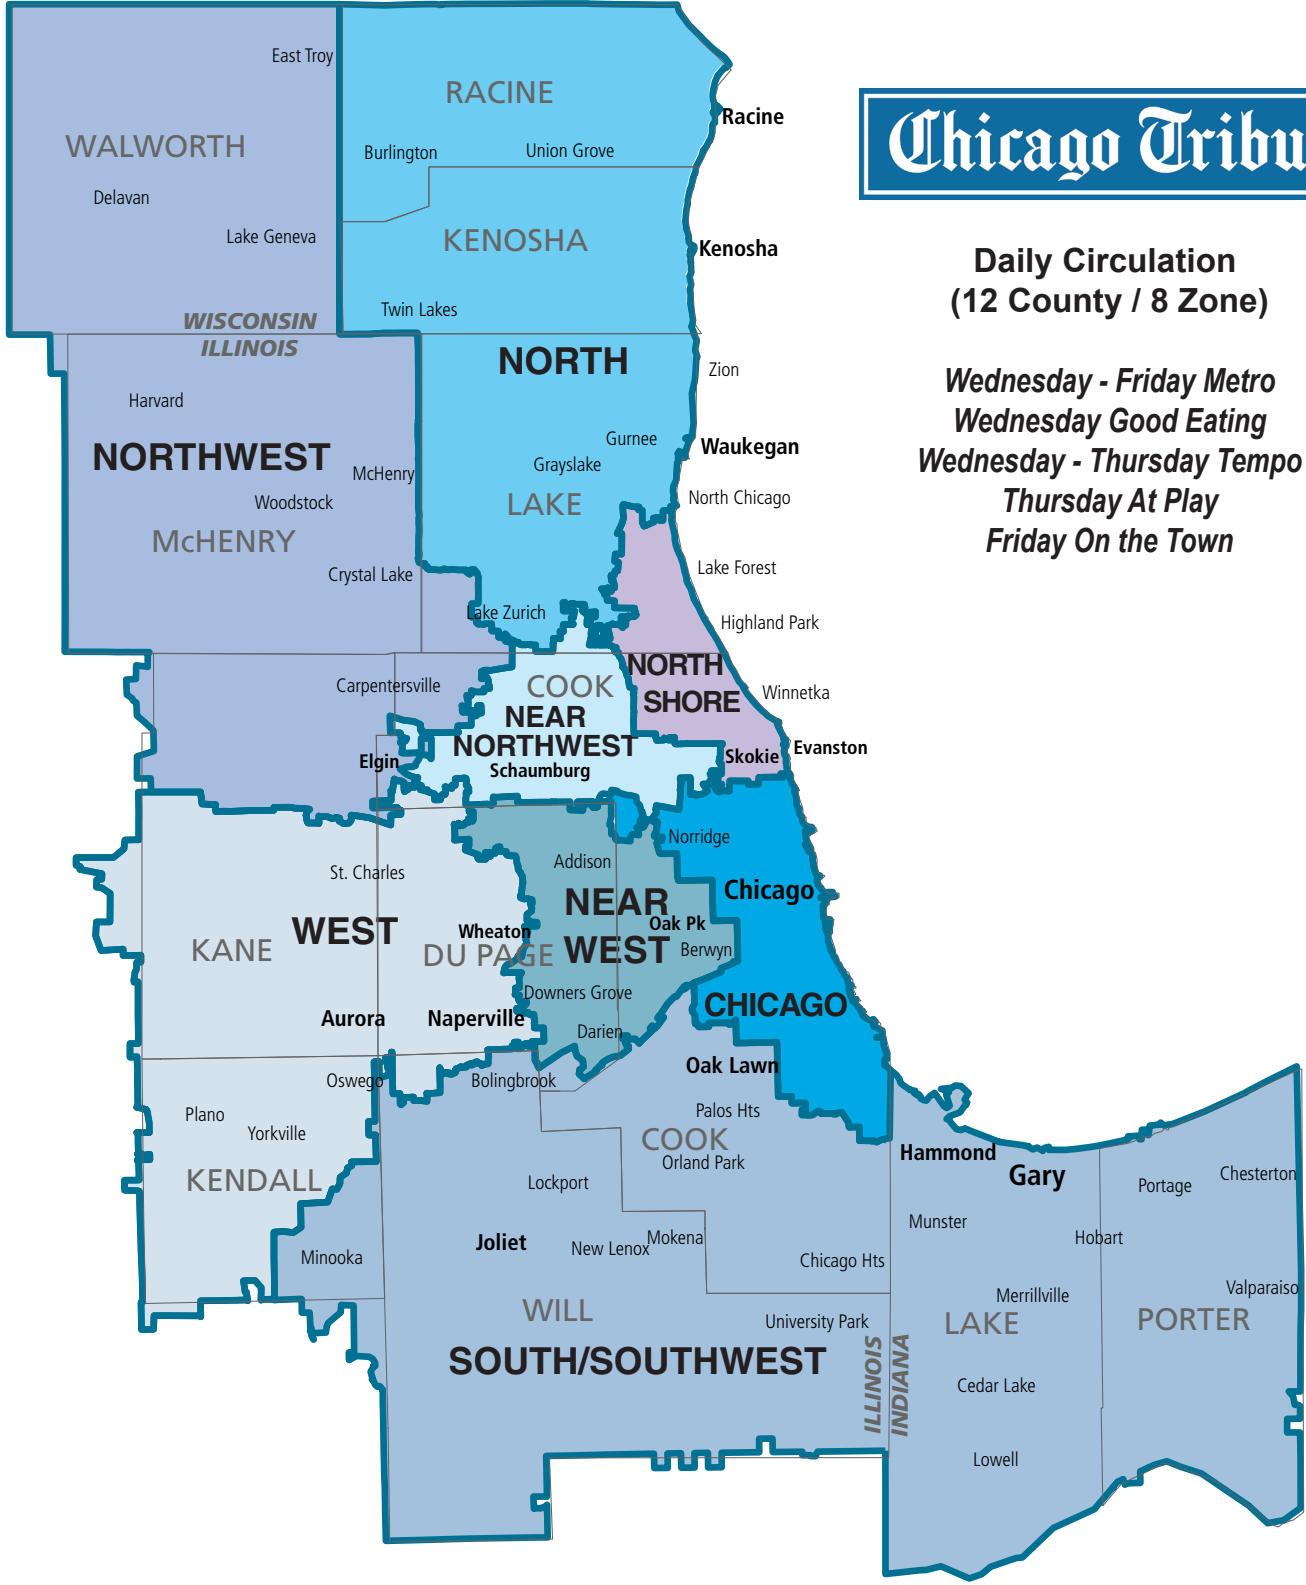 East Troy
RACINE
Racine
WALWORTH
Burlington
Union Grove
Delavan
Lake Geneva
KENOSHA
Kenosha
Twin Lakes
WISCONSIN
ILLINOIS
Chicago Tribu
Daily Circulation
(12 County / 8 Zone)
Wednesday - Friday Metro
Wednesday Good Eating
Wednesday - Thursday Tempo
Thursday At Play
Friday On the Town
NORTH
Zion
Harvard
NORTHWEST
Gurnee
Waukegan
McHenry
Grayslake
Woodstock
LAKE
North Chicago
McHENRY
Crystal Lake
Lake Forest
Lake Zurich
Highland Park
NORTH
SHORE
Carpentersville
COOK
Winnetka
NEAR
NORTHWEST
Elgin
Schaumburg
Skokie
Evanston
Norridge
St. Charles
Addison
Chicago
NEAR
WEST
WEST
Wheaton
Oak Pk
KANE
DU PAGE
Berwyn
Downers Grove
CHICAGO
Aurora
Naperville
Darien
Oak Lawn
Oswego
Bolingbrook
Plano
Yorkville
Palos Hts
COOK
Orland Park
Hammond
Gary
KENDALL
Lockport
Portage
Chesterton
Munster
Joliet
New Lenox
Mokena
Hobart
Minooka
Chicago Hts
Merrillville
Valparaiso
WILL
University Park
LAKE
PORTER
SOUTH/SOUTHWEST
ILLINOIS
INDIANA
Cedar Lake
Lowell